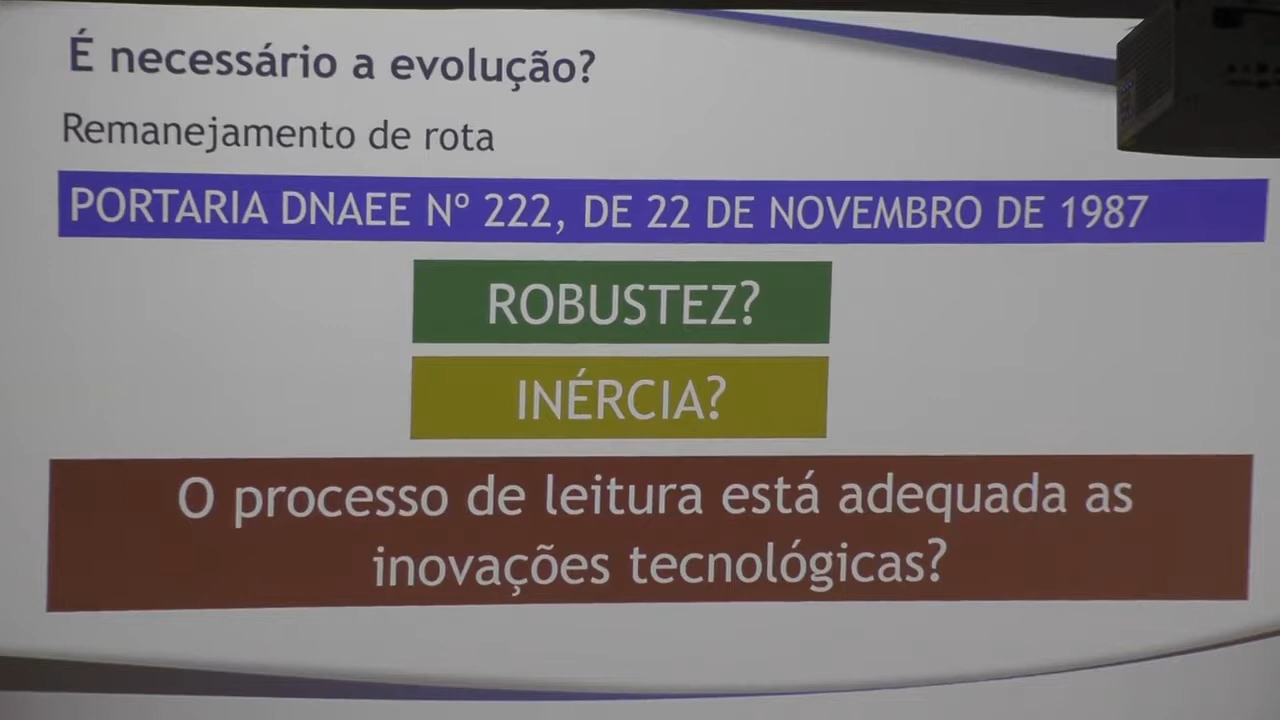 É necessário a evolução?
Remanejamento de rota
PORTARIA DNAEE Nº 222, DE 22 DE NOVEMBRO DE 1987
ROBUSTEZ?
INÉRCIA?
O processo de leitura está adequada as
inovações tecnológicas?